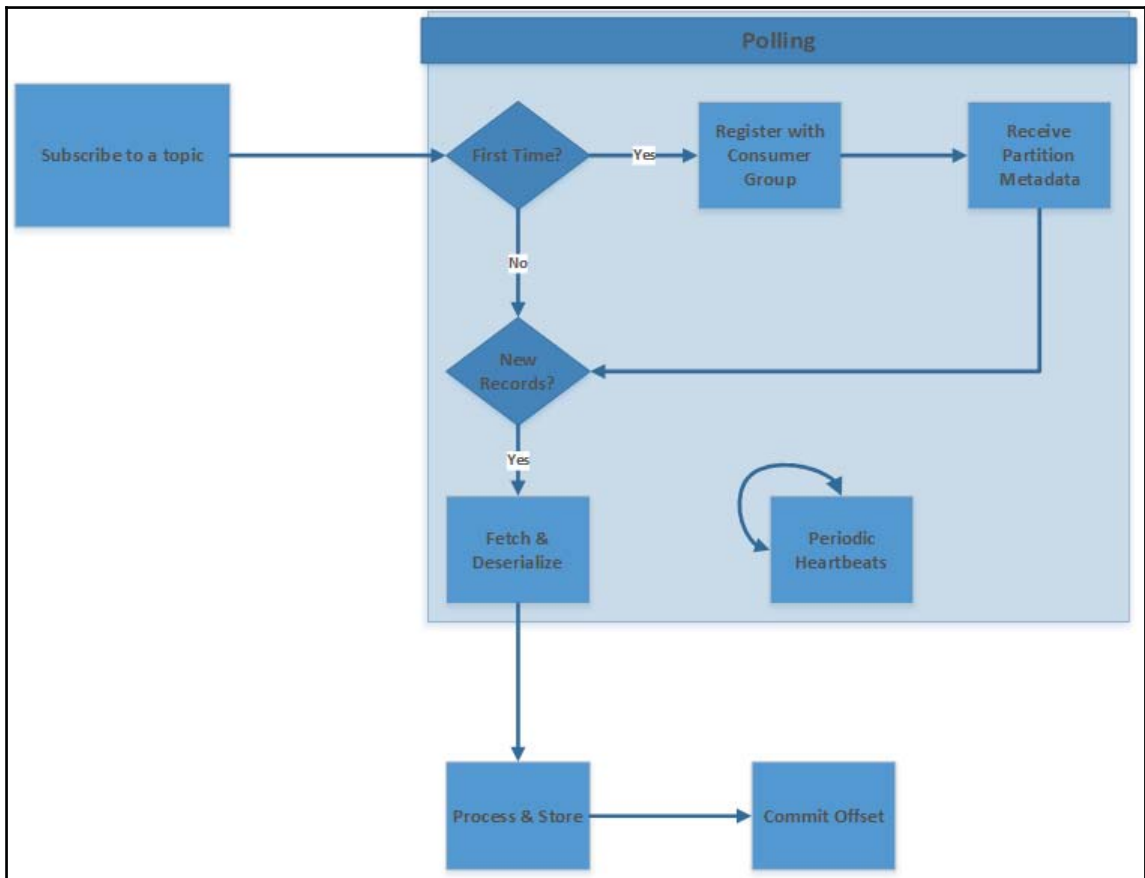 Polling
Subscribe to a topic
First Time?
Yes
Register with
Consumer
Group
Receive
Partition
Metadata
No
New
Records?
Yes
Fetch &
Deserialize
Periodic
Heartbeats
Process & Store
Commit Offset